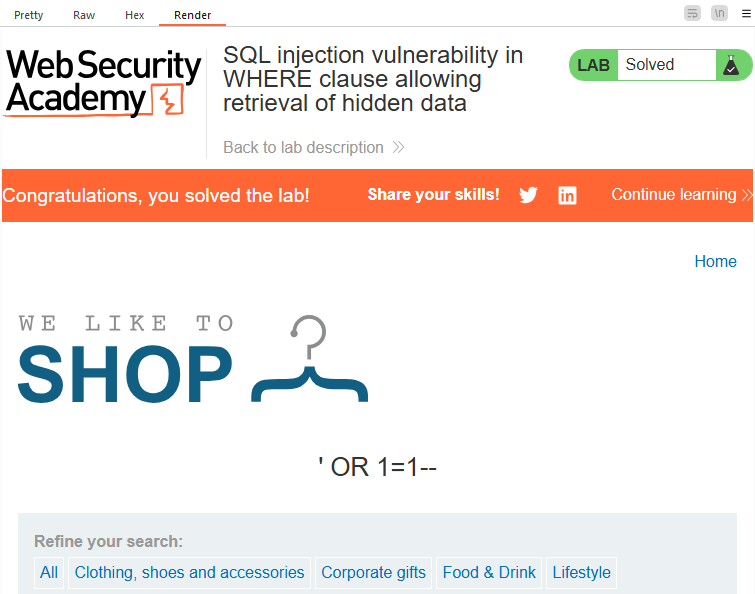 Pretty Raw Hex Render \n
Web Security
Academy
SQL injection vulnerability in
WHERE clause allowing
retrieval of hidden data
LAB Solved
Back to lab description
Congratulations, you solved the lab! Share your skills! Continue learning
Home
WE LIKE TO
SHOP
' OR 1=1--
Refine your search:
All Clothing, shoes and accessories Corporate gifts Food & Drink Lifestyle